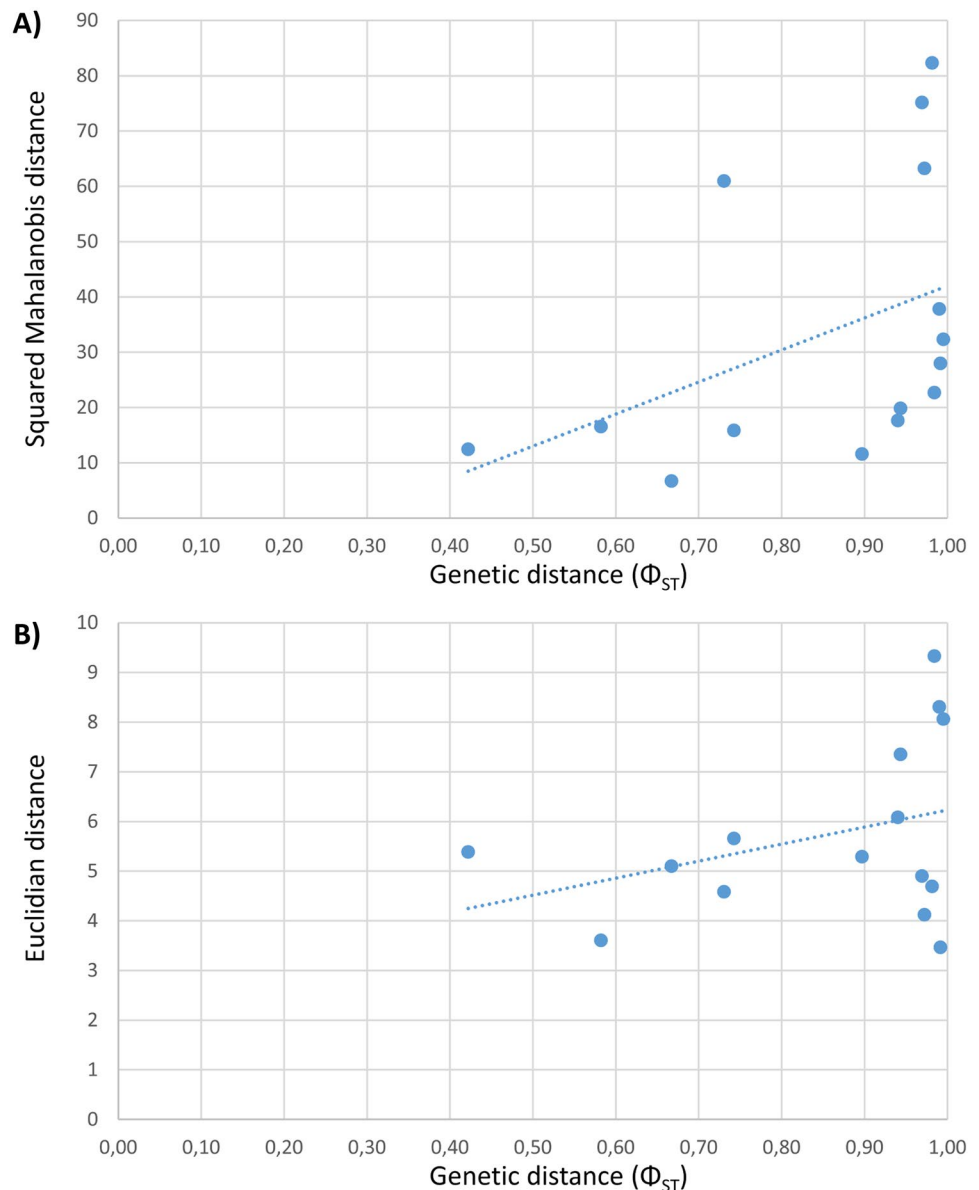 A)
Squared Mahalanobis distance
90
80
70
60
50
40
30
20
10
0
0,00 0,10 0,20 0,30 0,40 0,50 0,60 0,70 0,80 0,90 1,00
Genetic distance (ΦST)
B)
Euclidian distance
10
9
8
7
6
5
4
3
2
1
0
0,00 0,10 0,20 0,30 0,40 0,50 0,60 0,70 0,80 0,90 1,00
Genetic distance (ΦST)